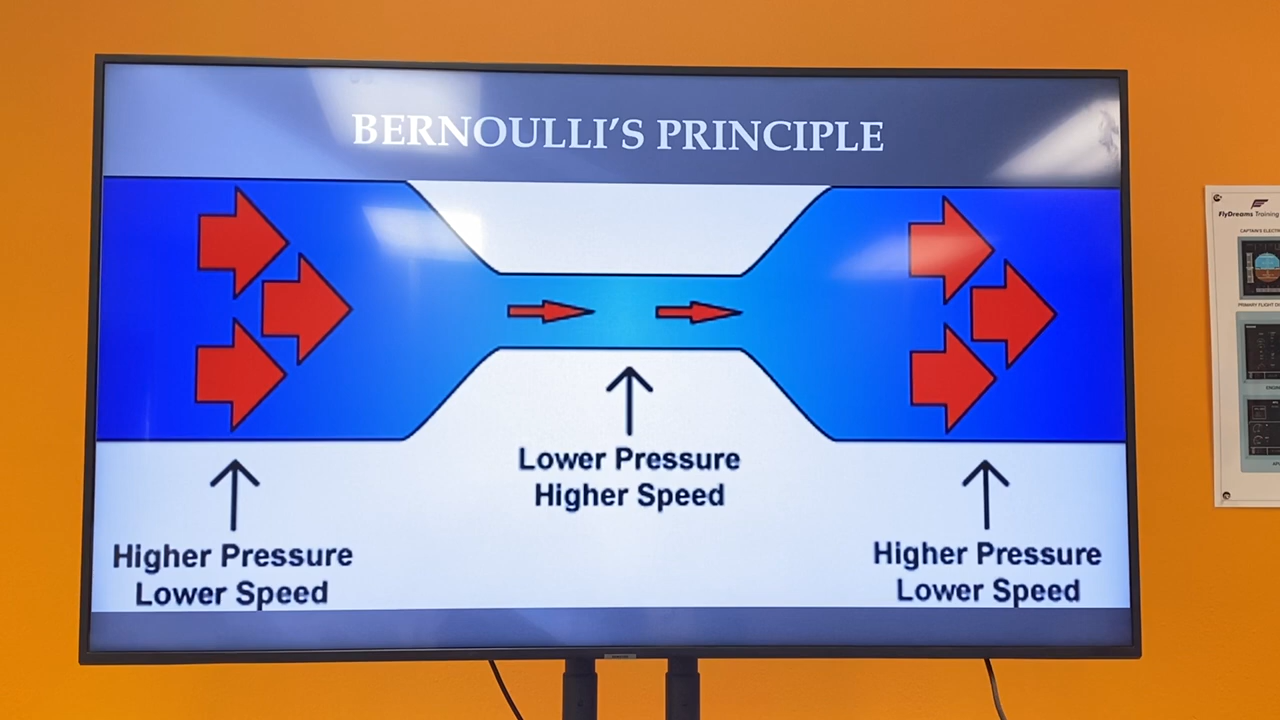 BERNOULLI'S PRINCIPLE
Lower Pressure
Higher Speed
Higher Pressure
Lower Speed
Higher Pressure
Lower Speed
FlyDreams Training